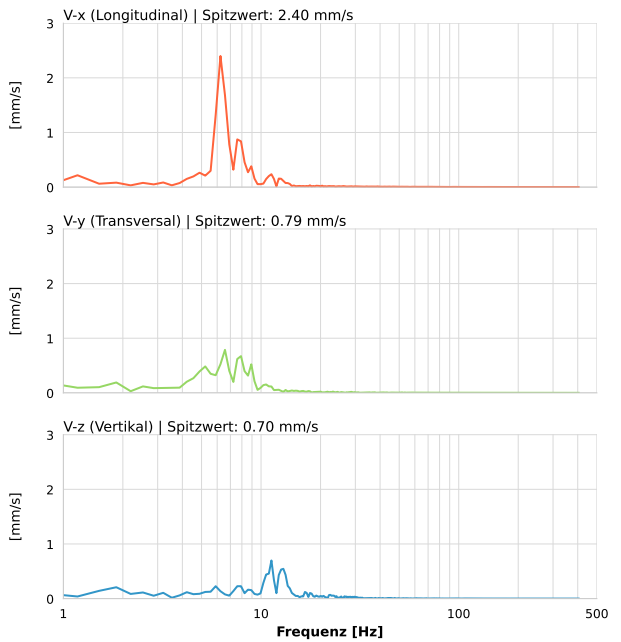 V-x (Longitudinal) | Spitzwert: 2.40 mm/s
3
2
[mm/s]
1
0
V-y (Transversal) | Spitzwert: 0.79 mm/s
3
2
[mm/s]
1
0
V-z (Vertikal) | Spitzwert: 0.70 mm/s
3
2
[mm/s]
1
0
1 10 100 500
Frequenz [Hz]